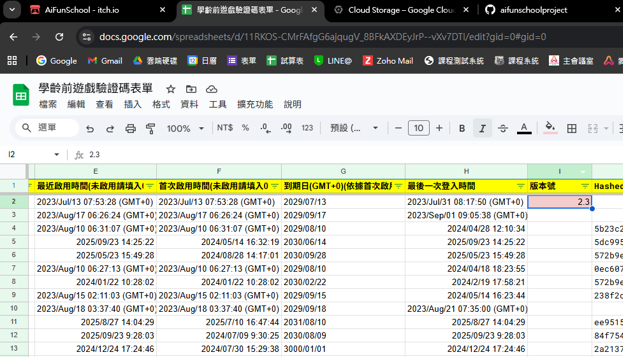 AiFunSchool - itch.io
學齡前遊戲驗證碼表單 - Goog
Cloud Storage – Google Cloud
aifunschoolproject
docs.google.com/spreadsheets/d/
edit?gid=0#gid=0
Google Gmail 雲端硬碟 日曆 表單 試算表 LINE@ Zoho Mail 課程測試系統 課程系統 主會議室
學齡前遊戲驗證碼表單
檔案 編輯 查看 插入 格式 資料 工具 擴充功能 說明
選單 100% NT$ % .0 .00 123 預設 (... 10 B I A
I2 fx 2.3
E F G H I
1 最近啟用時間(未啟用請填入 首次啟用時間(未啟用請填入0 到期日(GMT+0)(依據首次啟 最後一次登入時間 版本號 Hashed
2 2023/Jul/13 07:53:28 (GMT+0) 2023/Jul/13 07:53:28 (GMT+0) 2029/07/13 2023/Jul/31 08:17:50 (GMT+0) 2.3
3 2023/Aug/17 06:26:24 (GMT+0) 2023/Aug/17 06:26:24 (GMT+0) 2029/09/17 2023/Sep/01 09:05:38 (GMT+0)
4 2023/Aug/10 06:31:07 (GMT+0) 2023/Aug/10 06:31:07 (GMT+0) 2029/08/10 2024/04/28 12:10:34 5b23c2
5 2025/09/23 14:25:22 2024/05/14 16:32:19 2030/06/14 2025/09/23 14:25:22 5dc995
6 2025/05/23 15:49:28 2024/08/28 14:17:01 2030/09/28 2025/05/23 15:49:28 572b9e
7 2023/Aug/10 06:27:13 (GMT+0) 2023/Aug/10 06:27:13 (GMT+0) 2029/08/10 2024/04/18 18:23:55 0ec607
8 2024/01/22 10:28:02 2024/01/22 10:28:02 2030/02/22 2024/2/19 17:58:21 572b9e
9 2023/Aug/15 02:11:03 (GMT+0) 2023/Aug/15 02:11:03 (GMT+0) 2029/09/15 2024/05/14 16:23:44 238f2c
10 2023/Aug/18 03:37:40 (GMT+0) 2023/Aug/18 03:37:40 (GMT+0) 2029/09/18 2023/Aug/21 07:35:00 (GMT+0)
11 2025/8/27 14:04:29 2025/7/10 16:47:44 2031/08/10 2025/8/27 14:04:29 ee9515
12 2025/09/23 9:28:03 2024/07/09 9:30:25 2030/08/09 2025/09/23 9:28:03 84f754
13 2024/12/24 17:24:46 2024/07/30 15:29:38 3000/01/01 2024/12/24 17:24:46 2a2137